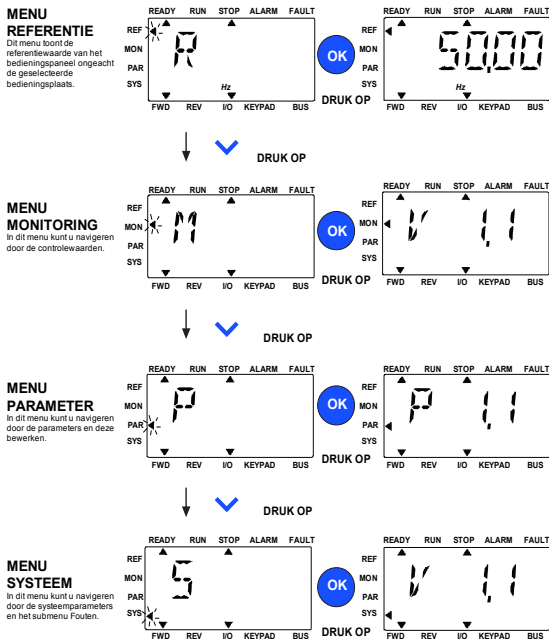 MENU
REFERENTIE
Dit menu toont de
referentiewaarde van het
bedieningspaneel ongeacht
de geselecteerde
bedieningsplaats.
READY RUN STOP ALARM FAULT
REF
MON
PAR
SYS
R
Hz
FWD REV I/O KEYPAD BUS
OK
DRUK OP
READY RUN STOP ALARM FAULT
REF
MON
PAR
SYS
50,00
Hz
FWD REV I/O KEYPAD BUS
DRUK OP
MENU
MONITORING
In dit menu kunt u navigeren
door de controlewaarden.
READY RUN STOP ALARM FAULT
REF
MON
PAR
SYS
M
FWD REV I/O KEYPAD BUS
OK
DRUK OP
READY RUN STOP ALARM FAULT
REF
MON
PAR
SYS
V 1,1
FWD REV I/O KEYPAD BUS
DRUK OP
MENU
PARAMETER
In dit menu kunt u navigeren
door de parameters en deze
bewerken.
READY RUN STOP ALARM FAULT
REF
MON
PAR
SYS
P
FWD REV I/O KEYPAD BUS
OK
DRUK OP
READY RUN STOP ALARM FAULT
REF
MON
PAR
SYS
P 1,1
FWD REV I/O KEYPAD BUS
DRUK OP
MENU
SYSTEEM
In dit menu kunt u navigeren
door de systeemparameters
en het submenu Fouten.
READY RUN STOP ALARM FAULT
REF
MON
PAR
SYS
S
FWD REV I/O KEYPAD BUS
OK
DRUK OP
READY RUN STOP ALARM FAULT
REF
MON
PAR
SYS
V 1,1
FWD REV I/O KEYPAD BUS